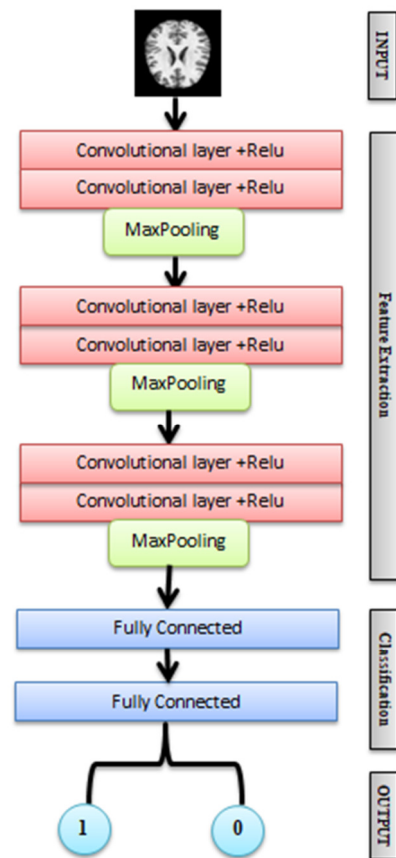 INPUT
Convolutional layer +Relu
Convolutional layer +Relu
MaxPooling
Convolutional layer +Relu
Convolutional layer +Relu
MaxPooling
Convolutional layer +Relu
Convolutional layer +Relu
MaxPooling
Feature Extraction
Fully Connected
Fully Connected
Classification
1
0
OUTPUT